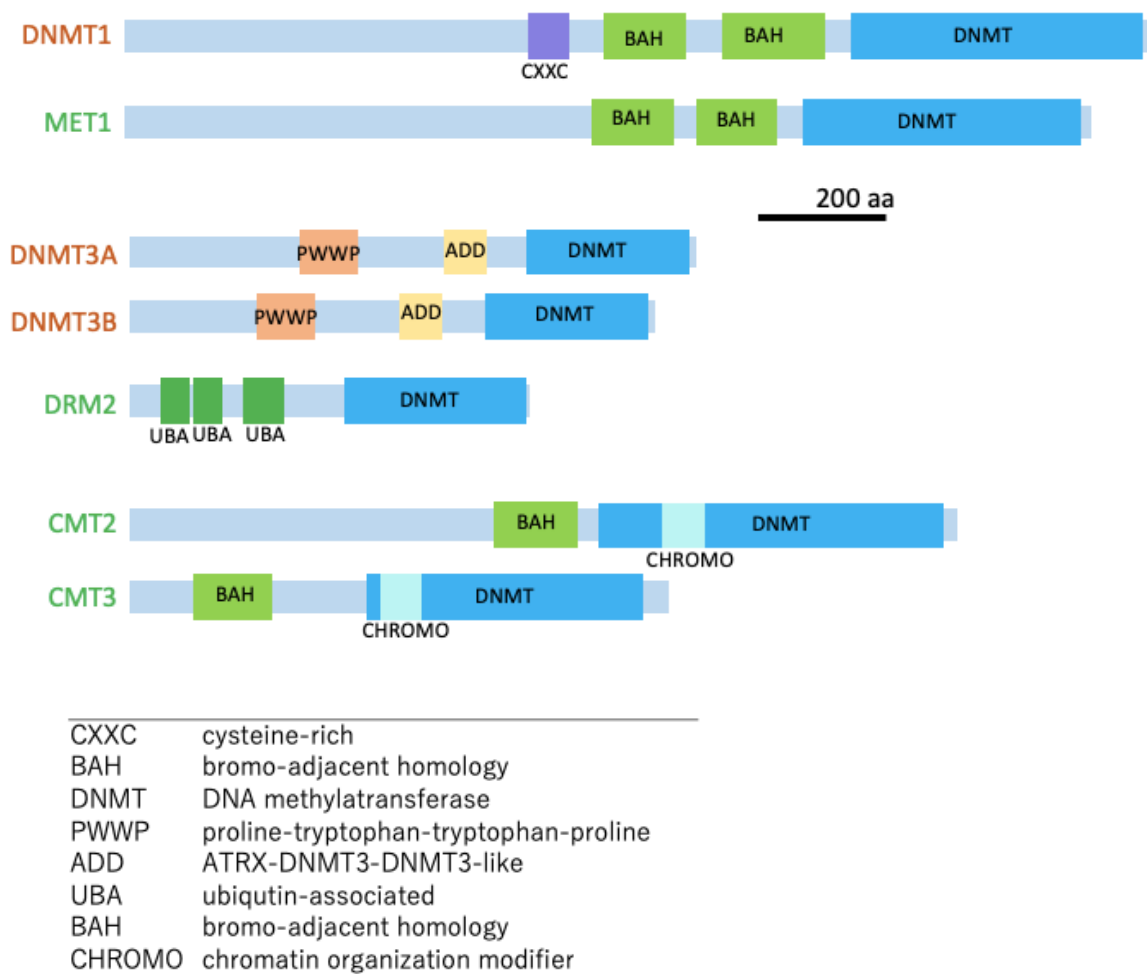 DNMT1 BAH BAH DNMT
CXXC
MET1 BAH BAH DNMT
200 aa
DNMT3A PWWP ADD DNMT
DNMT3B PWWP ADD DNMT
DRM2 DNMT
UBA UBA UBA
CMT2 BAH DNMT
CHROMO
CMT3 BAH DNMT
CHROMO
CXXC cysteine-rich
BAH bromo-adjacent homology
DNMT DNA methylatransferase
PWWP proline-tryptophan-tryptophan-proline
ADD ATRX-DNMT3-DNMT3-like
UBA ubiqutin-associated
BAH bromo-adjacent homology
CHROMO chromatin organization modifier